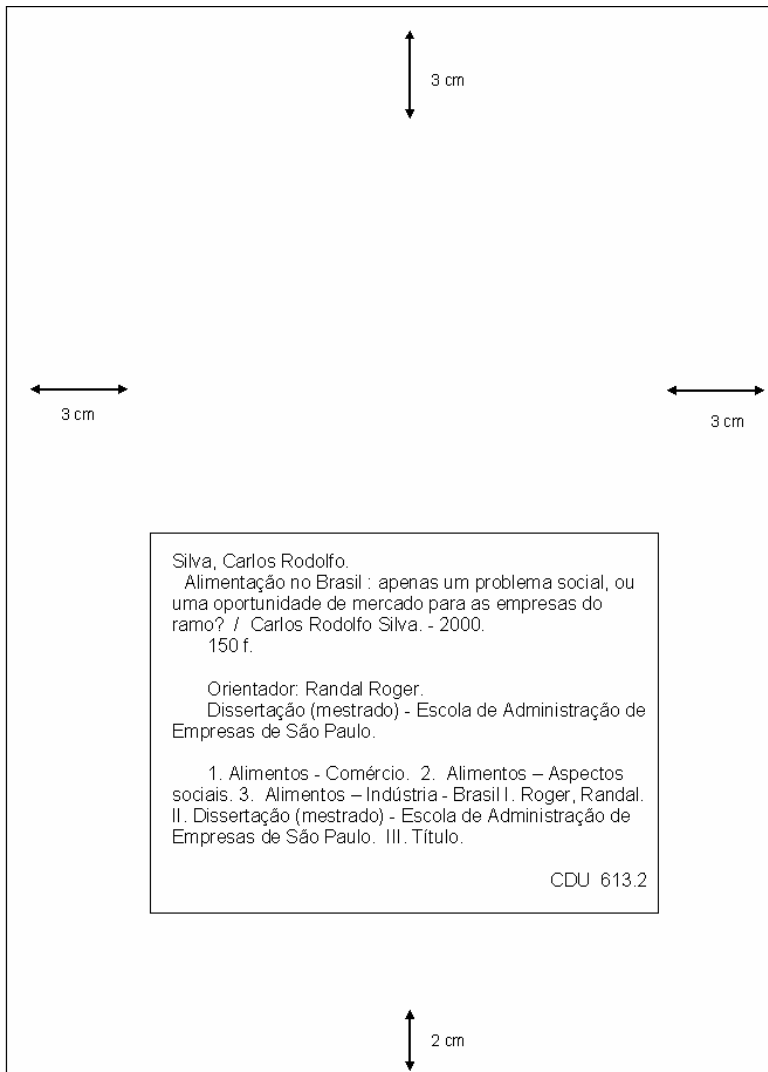 3 cm
3 cm
3 cm
Silva, Carlos Rodolfo.
Alimentação no Brasil : apenas um problema social, ou
uma oportunidade de mercado para as empresas do
ramo? / Carlos Rodolfo Silva. - 2000.
150 f.
Orientador: Randal Roger.
Dissertação (mestrado) - Escola de Administração de
Empresas de São Paulo.
1. Alimentos - Comércio. 2. Alimentos – Aspectos
sociais. 3. Alimentos – Indústria - Brasil I. Roger, Randal.
II. Dissertação (mestrado) - Escola de Administração de
Empresas de São Paulo. III. Título.
CDU 613.2
2 cm